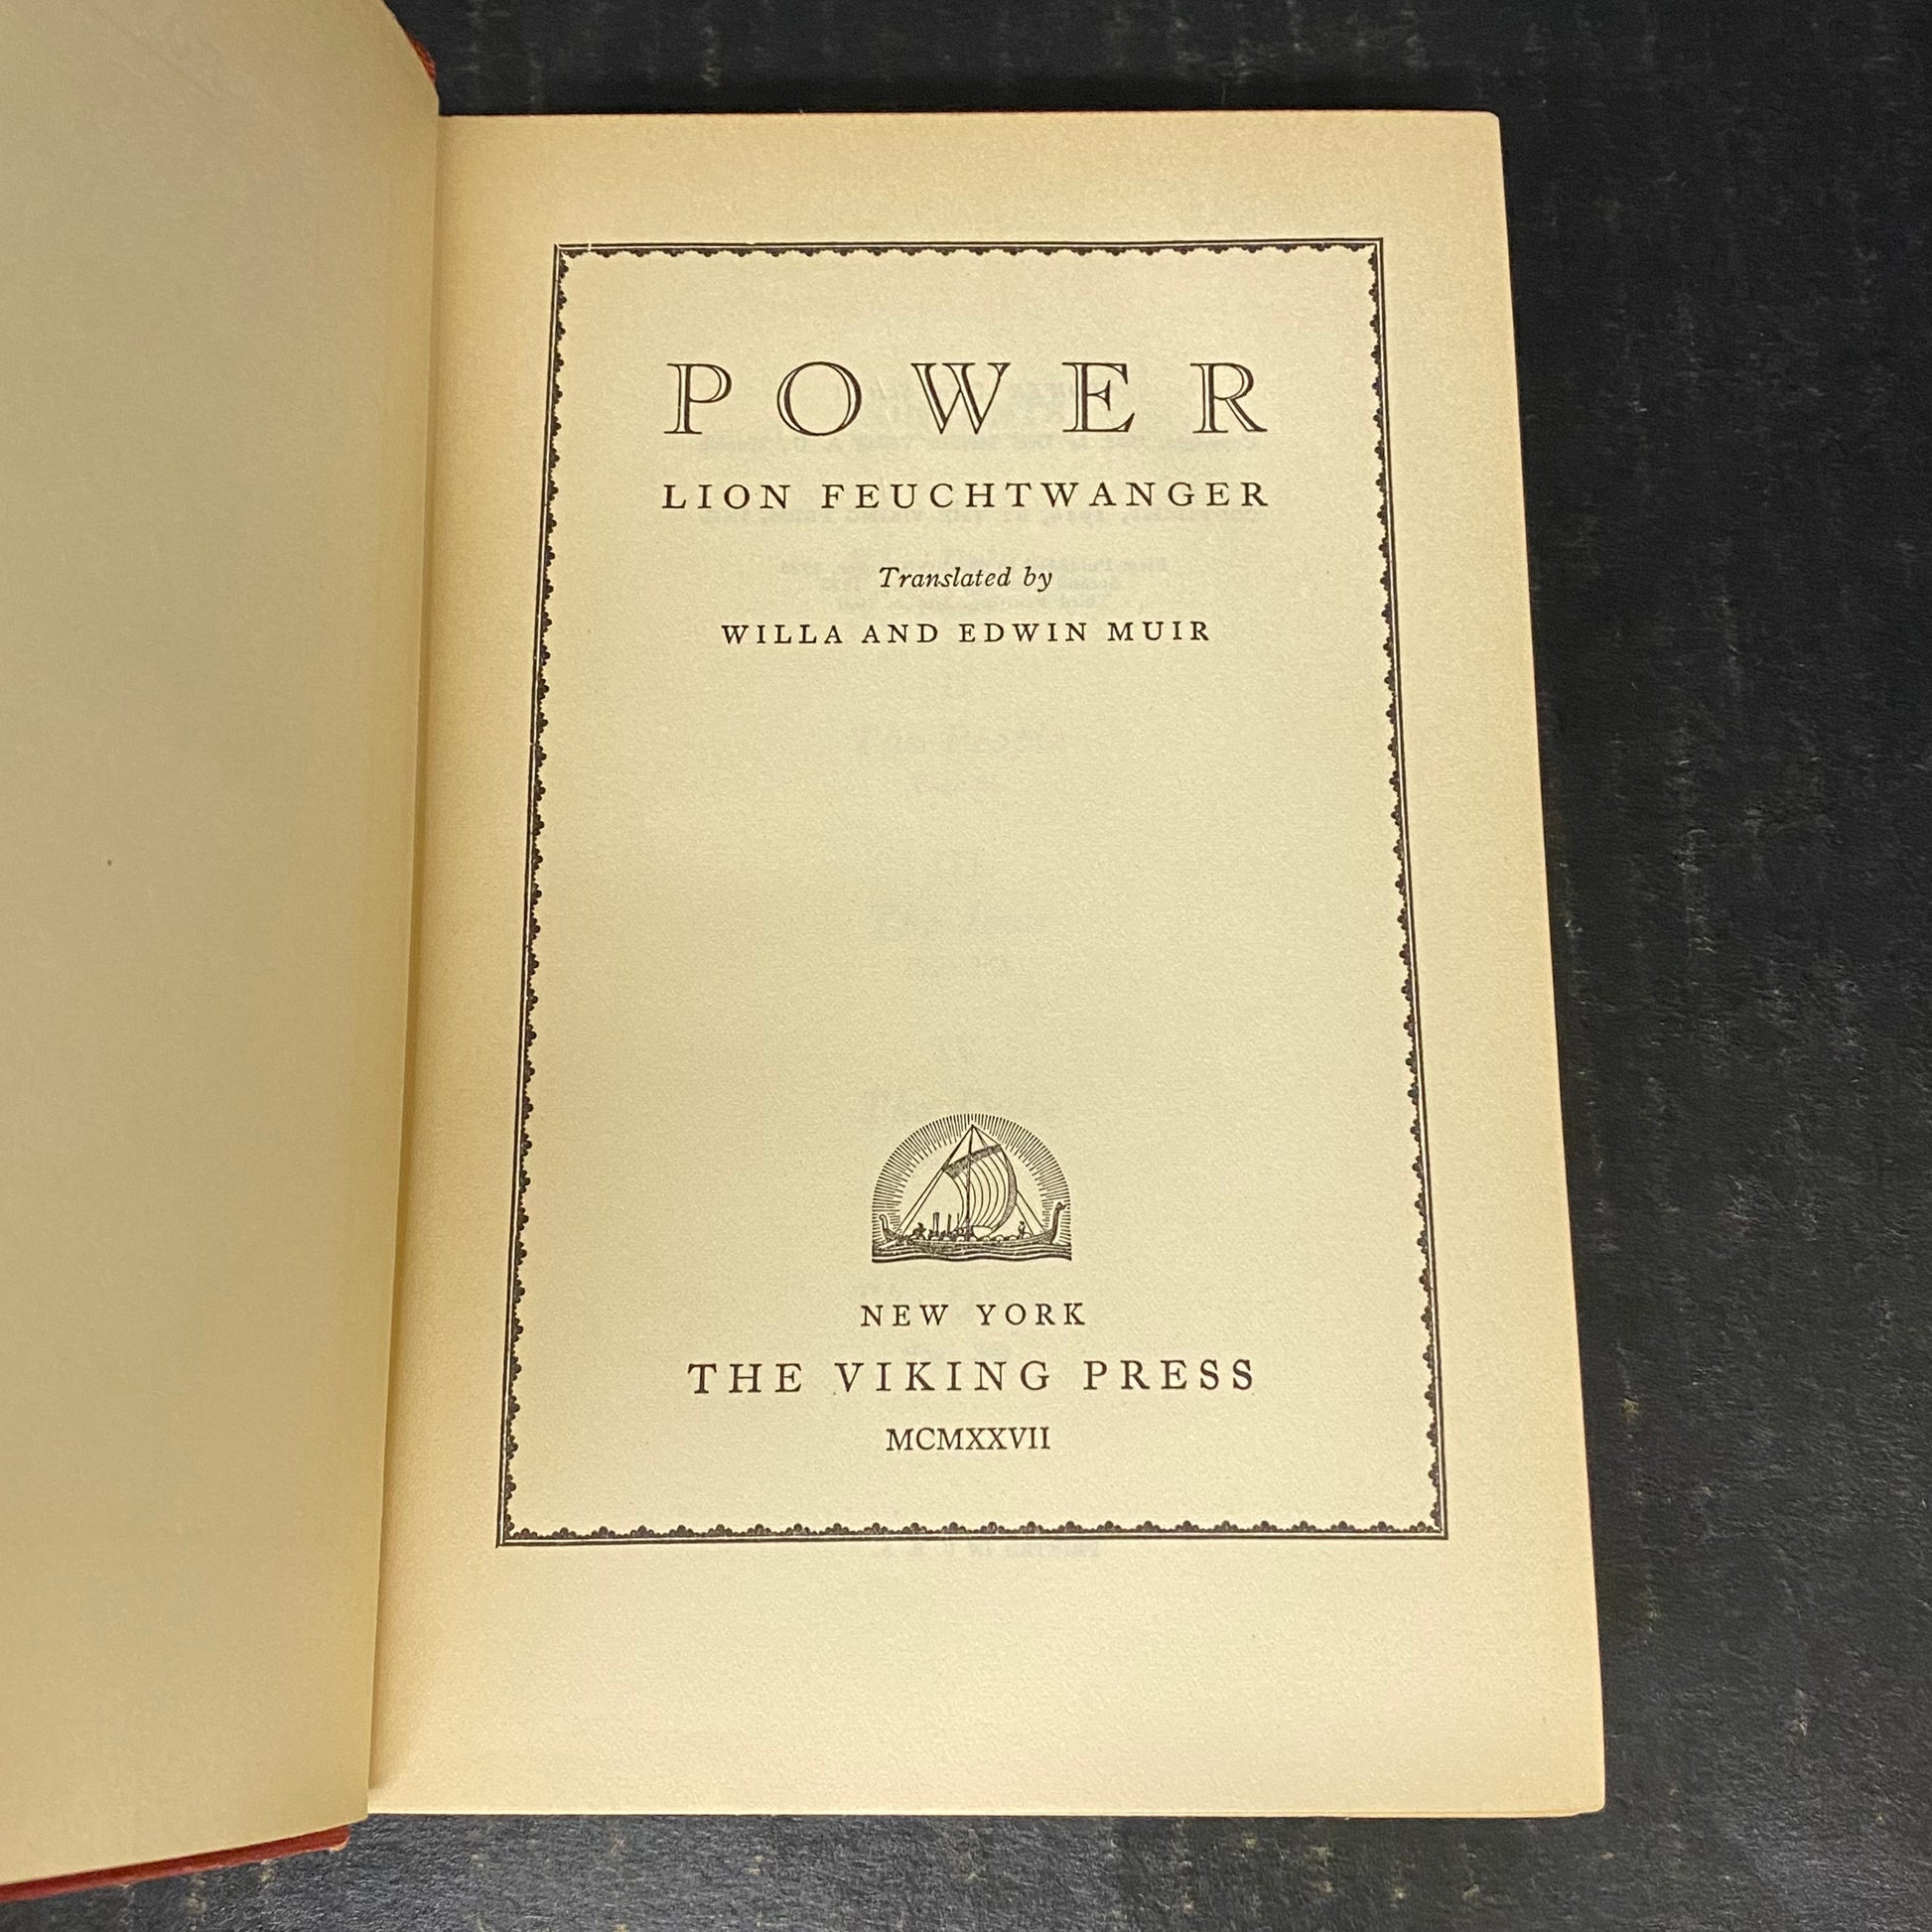 POWER
LION FEUCHTWANGER
Translated by
WILLA AND EDWIN MUIR
NEW YORK
THE VIKING PRESS
MCMXXVII